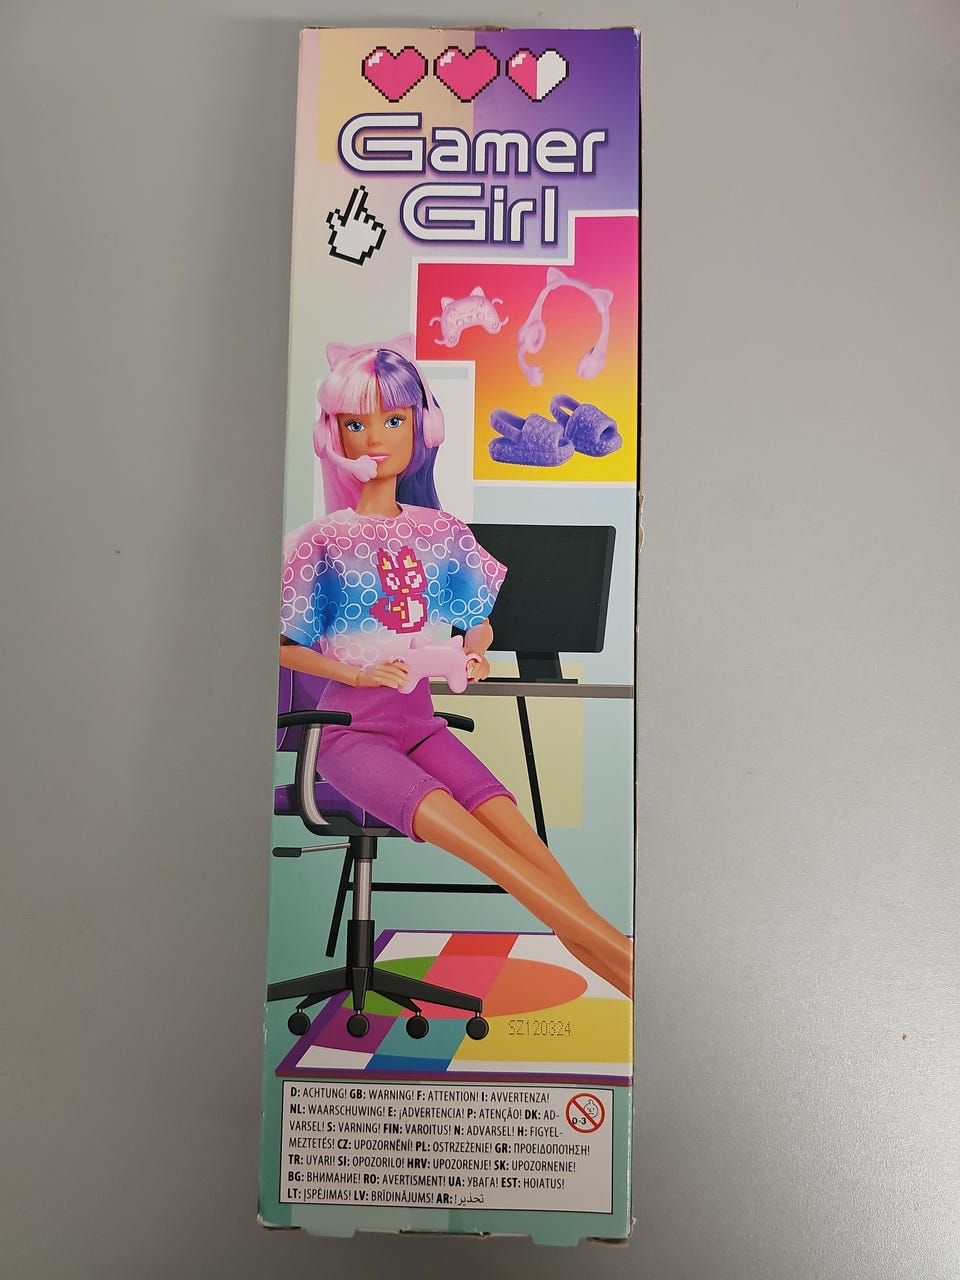 Gamer
Girl
SZ120324
D: ACHTUNG! GB: WARNING! F: ATTENTION! I: AVVERTENZA!
NL: WAARSCHUWING! E: ¡ADVERTENCIA! P: ATENÇÃO! DK: AD-
VARSEL! S: VARNING! FIN: VAROITUS! N: ADVARSEL! H: FIGYEL-
MEZTETÉS! CZ: UPOZORNĚNÍ! PL: OSTRZEŻENIE! GR: ΠΡΟΕΙΔΟΠΟΙΗΣΗ!
TR: UYARI! SI: OPOZORILO! HRV: UPOZORENJE! SK: UPOZORNENIE!
BG: ВНИМАНИЕ! RO: AVERTISMENT! UA: УВАГА! EST: HOIATUS!
LT: ĮSPĖJIMAS! LV: BRĪDINĀJUMS! AR: تحذير!
0-3